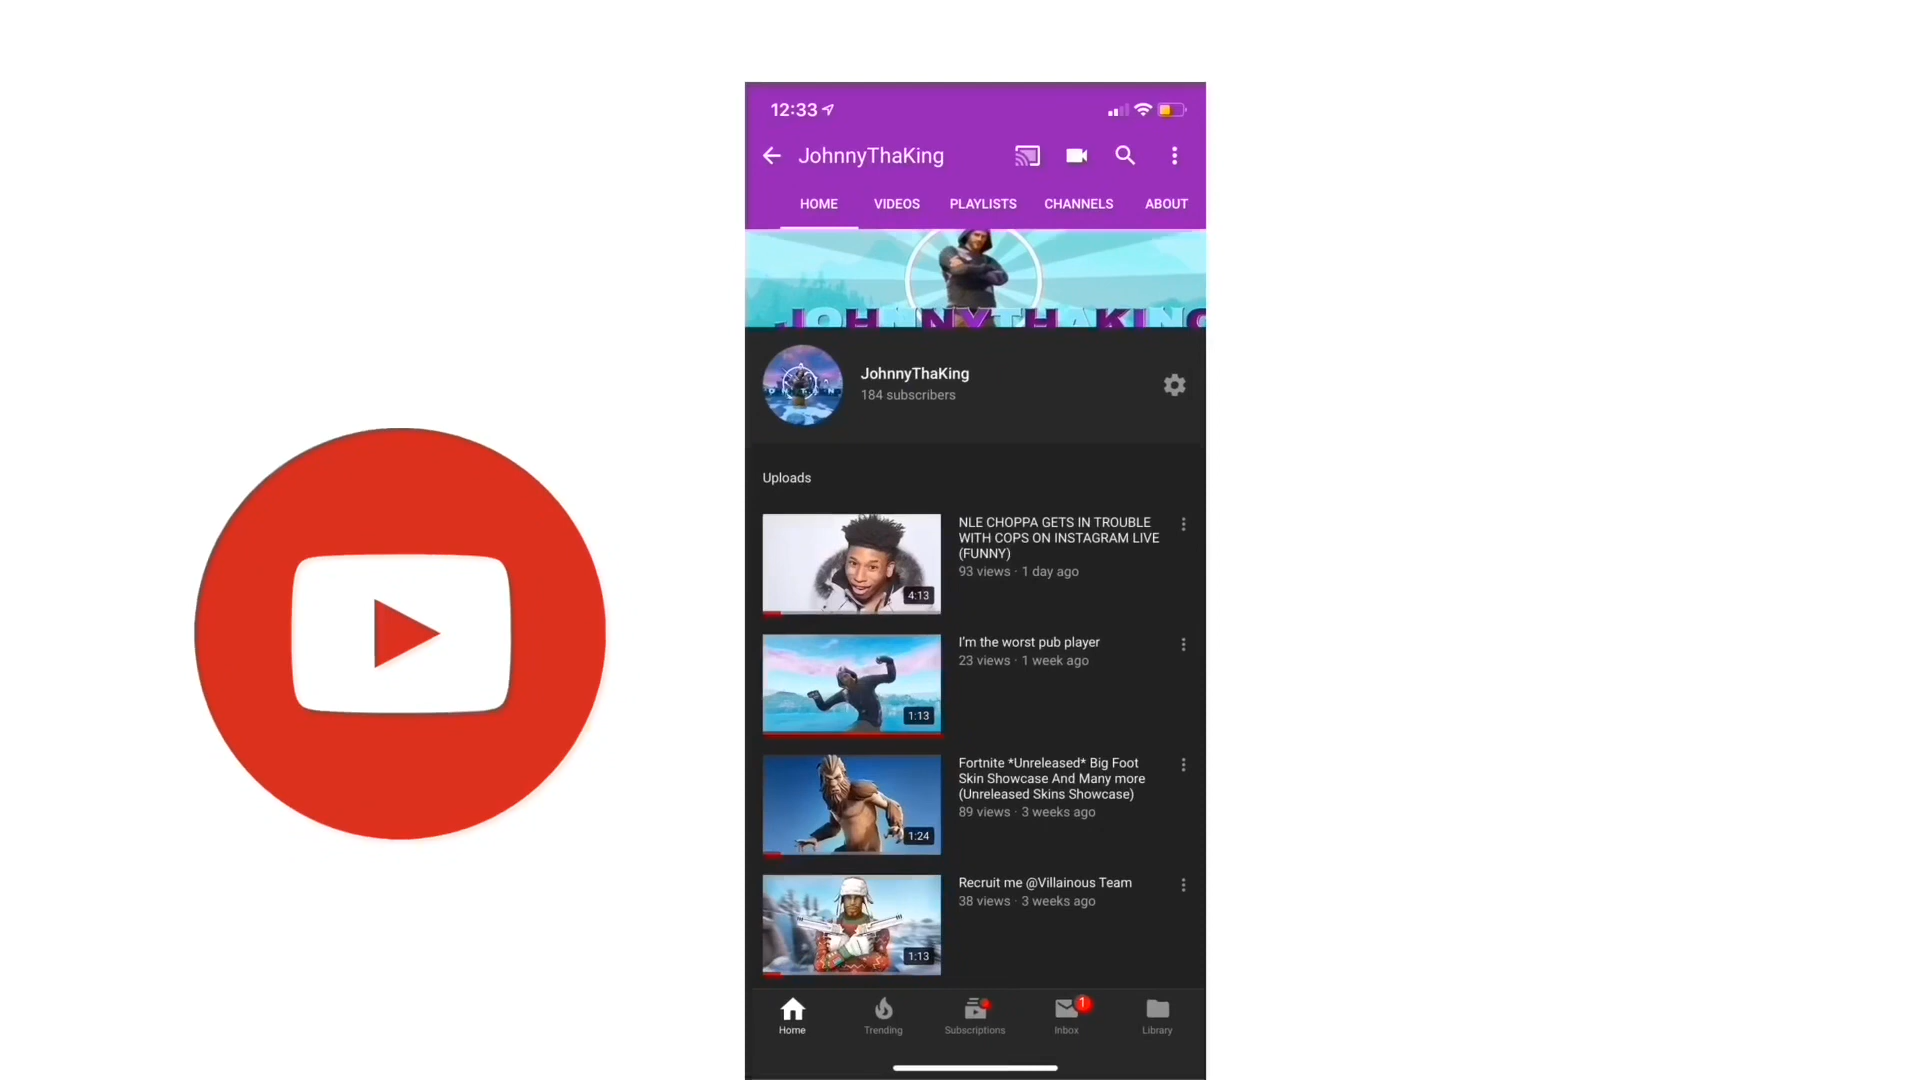 12:33
JohnnyThaKing
HOME VIDEOS PLAYLISTS CHANNELS ABOUT
JOHNNYTHAKING
JohnnyThaKing
184 subscribers
Uploads
NLE CHOPPA GETS IN TROUBLE
WITH COPS ON INSTAGRAM LIVE
(FUNNY)
93 views · 1 day ago
4:13
I'm the worst pub player
23 views · 1 week ago
1:13
Fortnite *Unreleased* Big Foot
Skin Showcase And Many more
(Unreleased Skins Showcase)
89 views · 3 weeks ago
1:24
Recruit me @Villainous Team
38 views · 3 weeks ago
1:13
1
Home Trending Subscriptions Inbox Library